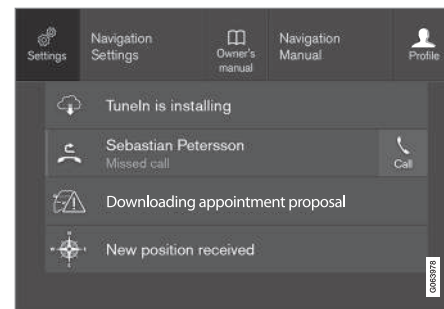 Settings
Navigation
Settings
Owner's
manual
Navigation
Manual
Profile
TuneIn is installing
Sebastian Petersson
Missed call
Call
Downloading appointment proposal
New position received
G063978